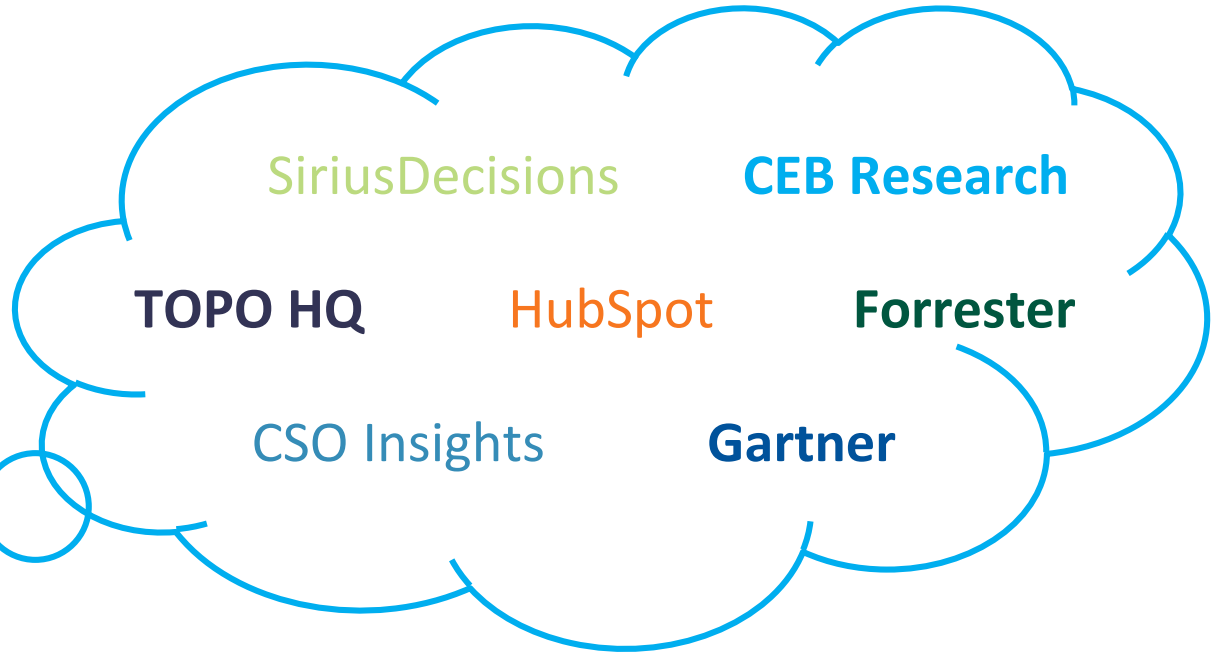 SiriusDecisions CEB Research
TOPO HQ HubSpot Forrester
CSO Insights Gartner